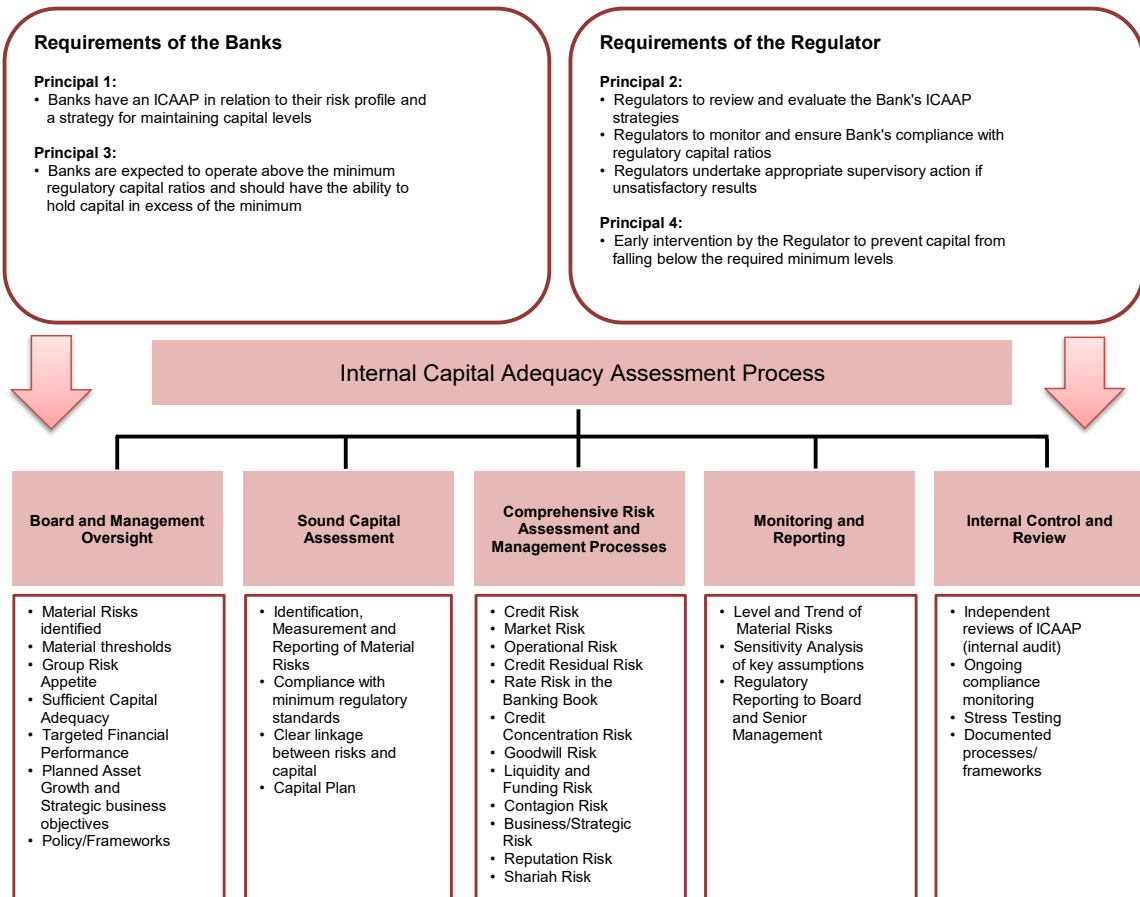 Requirements of the Banks
Principal 1:
• Banks have an ICAAP in relation to their risk profile and
a strategy for maintaining capital levels
Principal 3:
• Banks are expected to operate above the minimum
regulatory capital ratios and should have the ability to
hold capital in excess of the minimum
Requirements of the Regulator
Principal 2:
• Regulators to review and evaluate the Bank's ICAAP
strategies
• Regulators to monitor and ensure Bank's compliance with
regulatory capital ratios
• Regulators undertake appropriate supervisory action if
unsatisfactory results
Principal 4:
• Early intervention by the Regulator to prevent capital from
falling below the required minimum levels
Internal Capital Adequacy Assessment Process
Board and Management
Oversight
• Material Risks
identified
• Material thresholds
• Group Risk
Appetite
• Sufficient Capital
Adequacy
• Targeted Financial
Performance
• Planned Asset
Growth and
Strategic business
objectives
• Policy/Frameworks
Sound Capital
Assessment
• Identification,
Measurement and
Reporting of Material
Risks
• Compliance with
minimum regulatory
standards
• Clear linkage
between risks and
capital
• Capital Plan
Comprehensive Risk
Assessment and
Management Processes
• Credit Risk
• Market Risk
• Operational Risk
• Credit Residual Risk
• Rate Risk in the
Banking Book
• Credit
Concentration Risk
• Goodwill Risk
• Liquidity and
Funding Risk
• Contagion Risk
• Business/Strategic
Risk
• Reputation Risk
• Shariah Risk
Monitoring and
Reporting
• Level and Trend of
Material Risks
• Sensitivity Analysis
of key assumptions
• Regulatory
Reporting to Board
and Senior
Management
Internal Control and
Review
• Independent
reviews of ICAAP
(internal audit)
• Ongoing
compliance
monitoring
• Stress Testing
• Documented
processes/
frameworks